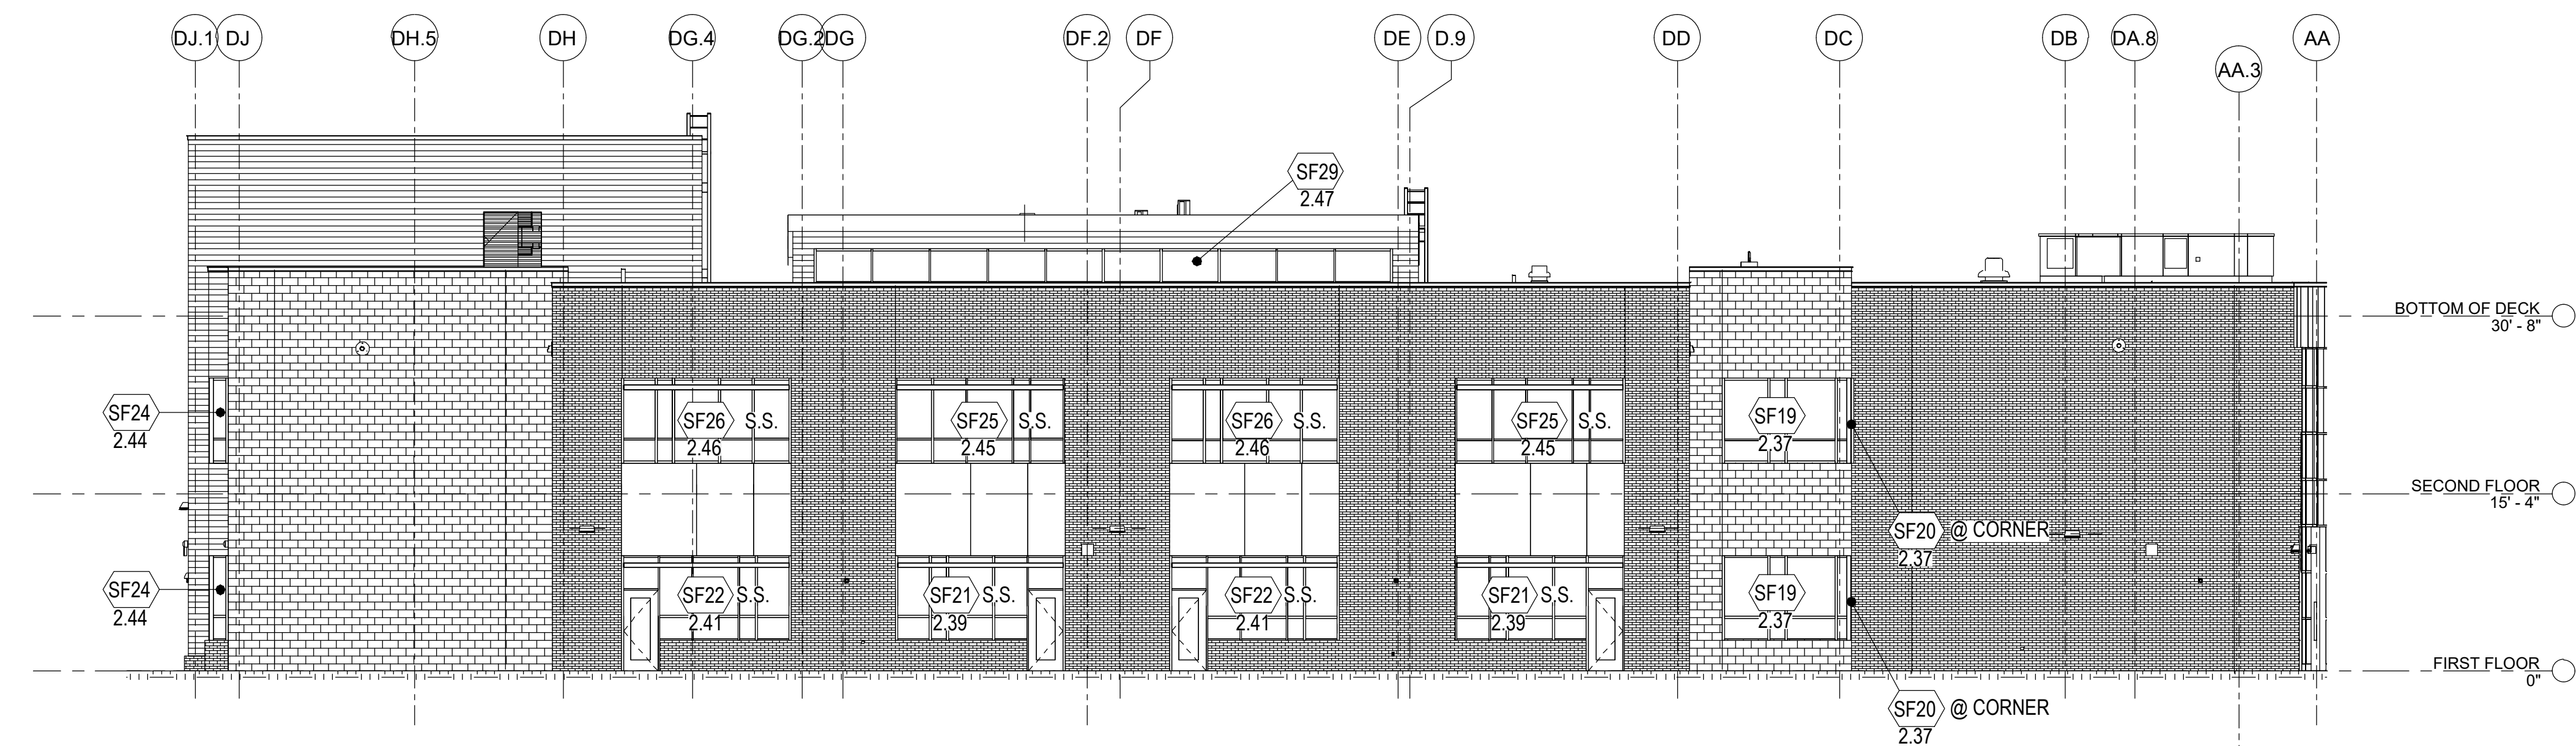 DJ.1
DJ
DH.5
DH
DG.4
DG.2
DG
DF.2
DF
DE
D.9
DD
DC
DB
DA.8
AA.3
AA
SF29
2.47
BOTTOM OF DECK
30' - 8"
SF24
2.44
SF26 S.S.
2.46
SF25 S.S.
2.45
SF26 S.S.
2.46
SF25 S.S.
2.45
SF19
2.37
SECOND FLOOR
15' - 4"
SF20 @ CORNER
2.37
SF24
2.44
SF22 S.S.
2.41
SF21 S.S.
2.39
SF22 S.S.
2.41
SF21 S.S.
2.39
SF19
2.37
FIRST FLOOR
0"
SF20 @ CORNER
2.37